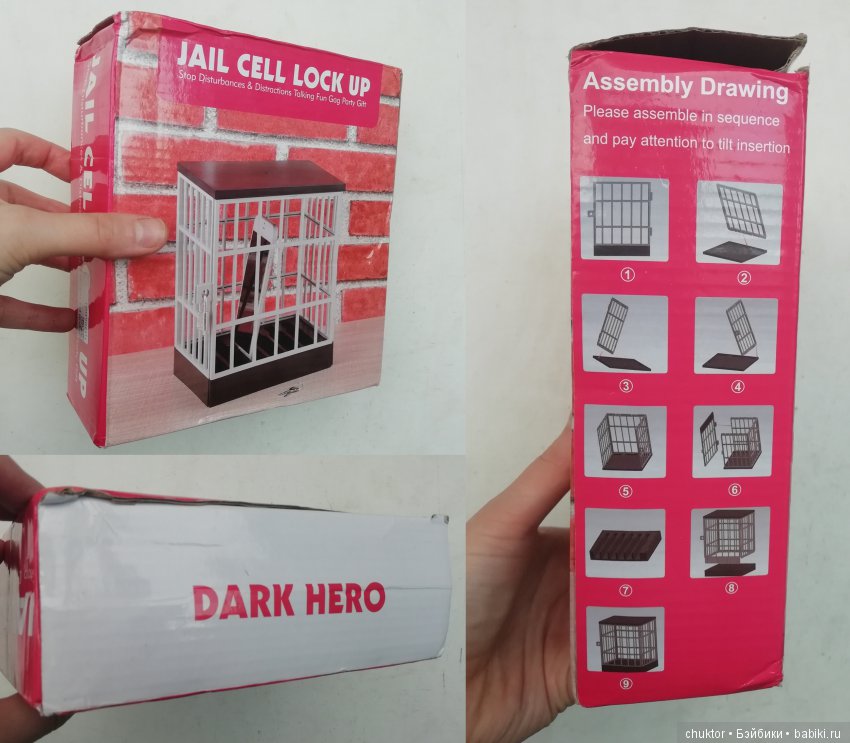 JAIL CELL LOCK UP
Stop Disturbances & Distractions Talking Fun Gag Party Gift
JAIL CEL
UP
DARK HERO
Assembly Drawing
Please assemble in sequence
and pay attention to tilt insertion
①
②
③
④
⑤
⑥
⑦
⑧
⑨
chuktor • Бэйбики • babiki.ru